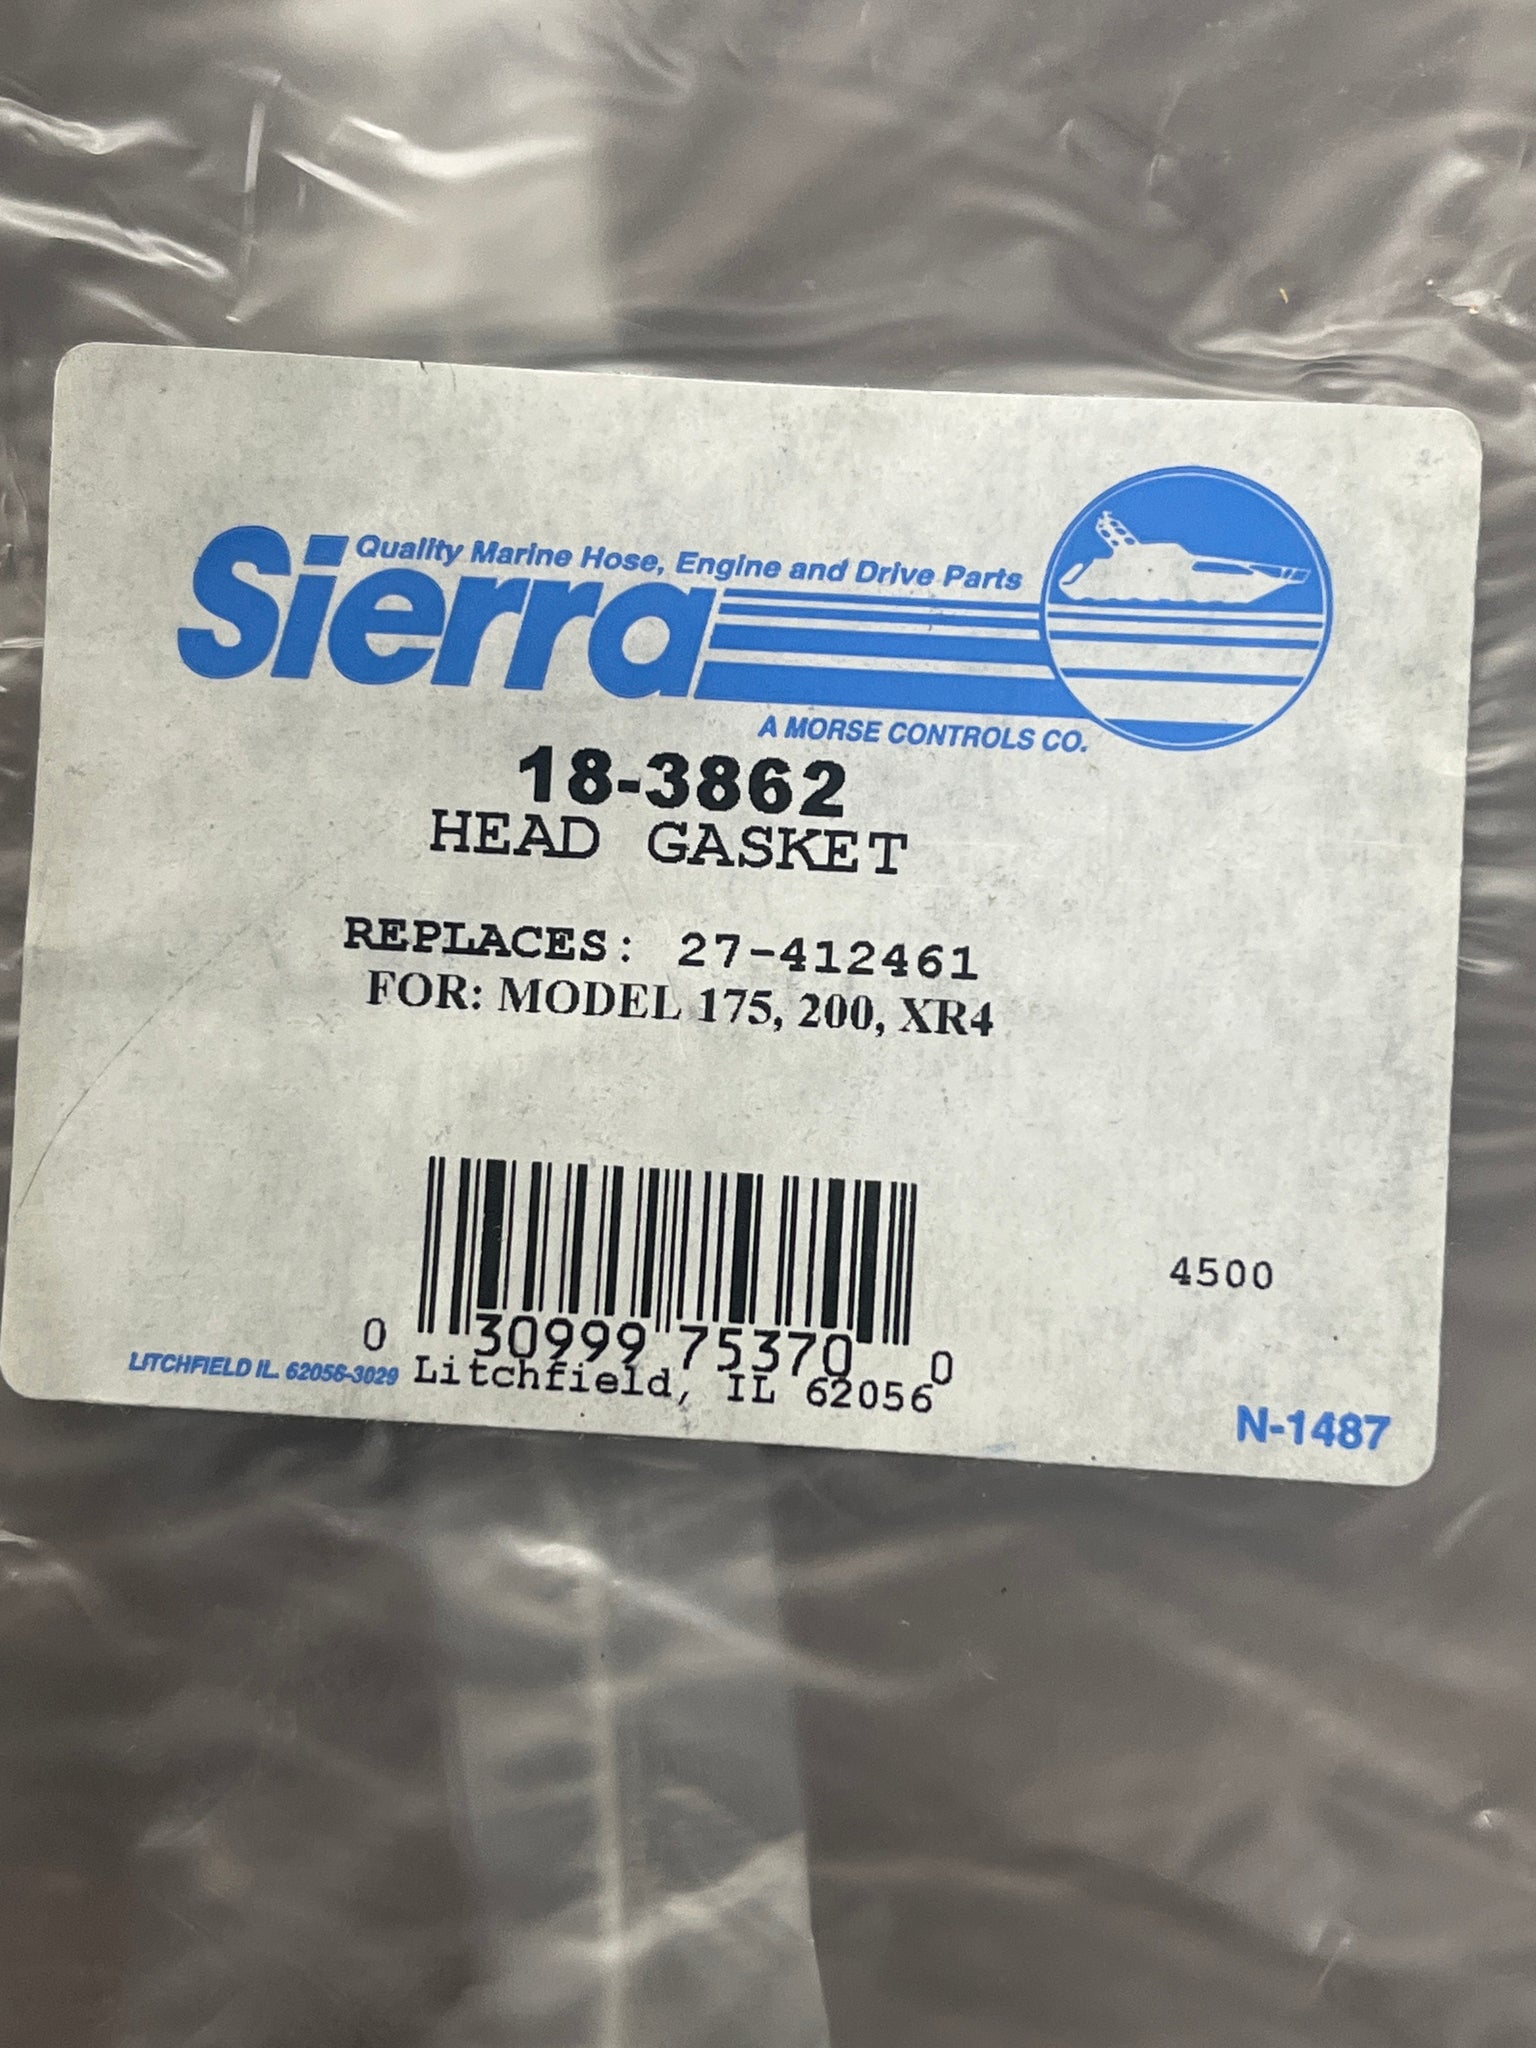 Quality Marine Hose, Engine and Drive Parts
Sierra
A MORSE CONTROLS CO.
18-3862
HEAD GASKET
REPLACES: 27-412461
FOR: MODEL 175, 200, XR4
4500
0 30999 75370 0
LITCHFIELD IL. 62056-3029 Litchfield, IL 62056
N-1487